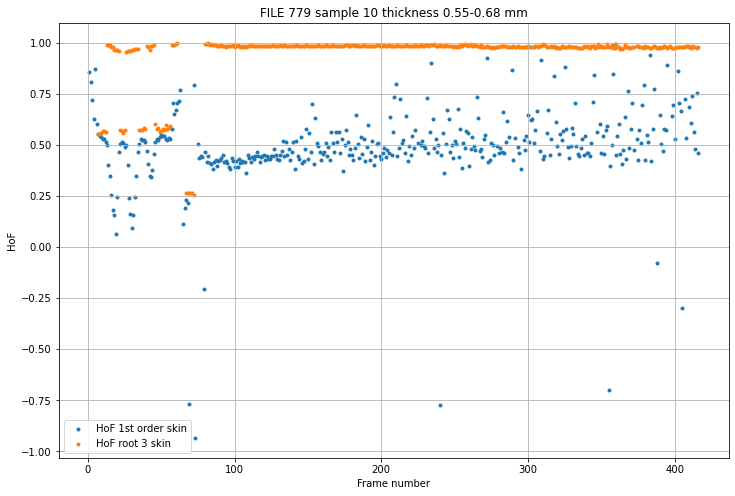 FILE 779 sample 10 thickness 0.55-0.68 mm
1.00
0.75
0.50
0.25
0.00
−0.25
−0.50
−0.75
−1.00
HoF
HoF 1st order skin
HoF root 3 skin
0
100
200
300
400
Frame number